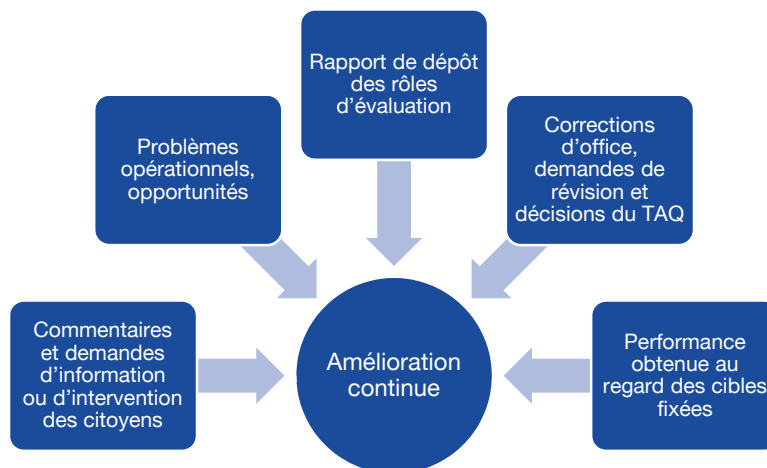 Rapport de dépôt
des rôles
d'évaluation
Problèmes
opérationnels,
opportunités
Corrections
d'office,
demandes de
révision et
décisions du TAQ
Commentaires
et demandes
d'information
ou d'intervention
des citoyens
Amélioration
continue
Performance
obtenue au
regard des cibles
fixées